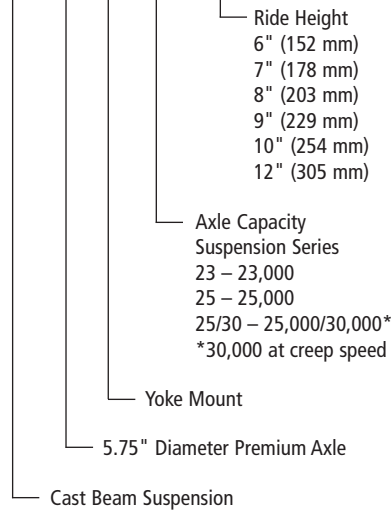 Ride Height
6" (152 mm)
7" (178 mm)
8" (203 mm)
9" (229 mm)
10" (254 mm)
12" (305 mm)
Axle Capacity
Suspension Series
23 – 23,000
25 – 25,000
25/30 – 25,000/30,000*
*30,000 at creep speed
Yoke Mount
5.75" Diameter Premium Axle
Cast Beam Suspension